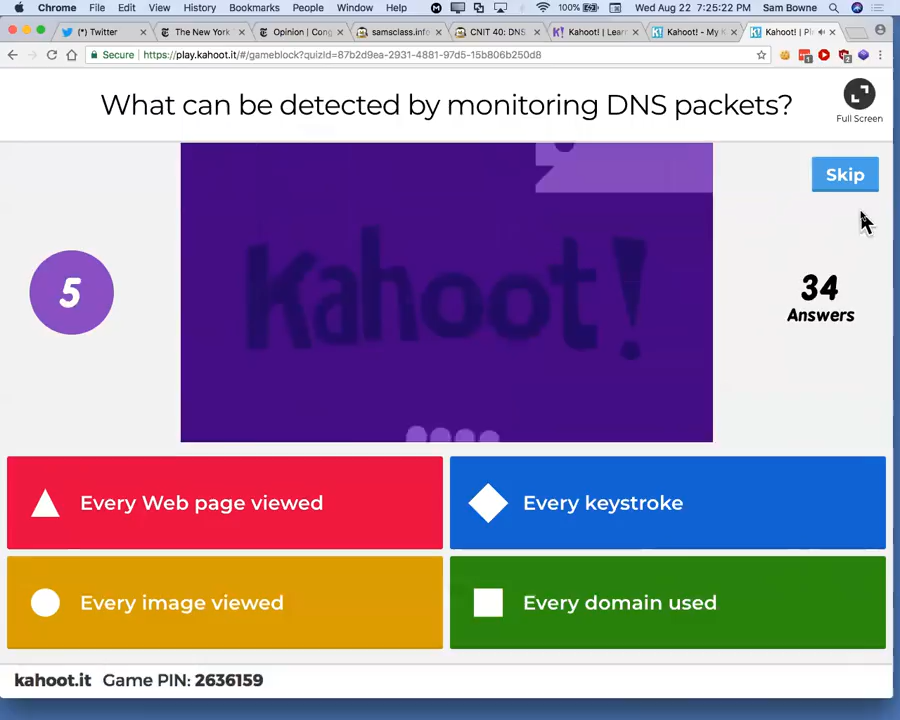 Chrome File Edit View History Bookmarks People Window Help 100% Wed Aug 22 7:25:22 PM Sam Bowne
(*) Twitter The New York Opinion | Cong samsclass.info CNIT 40: DNS Kahoot! | Learn Kahoot! - My K Kahoot! | Pl
Secure https://play.kahoot.it/#/gameblock?quizId=87b2d9ea-2931-4881-97d5-15b806b250d8
What can be detected by monitoring DNS packets?
Full Screen
Skip
Kahoot!
5
34
Answers
Every Web page viewed
Every keystroke
Every image viewed
Every domain used
kahoot.it Game PIN: 2636159